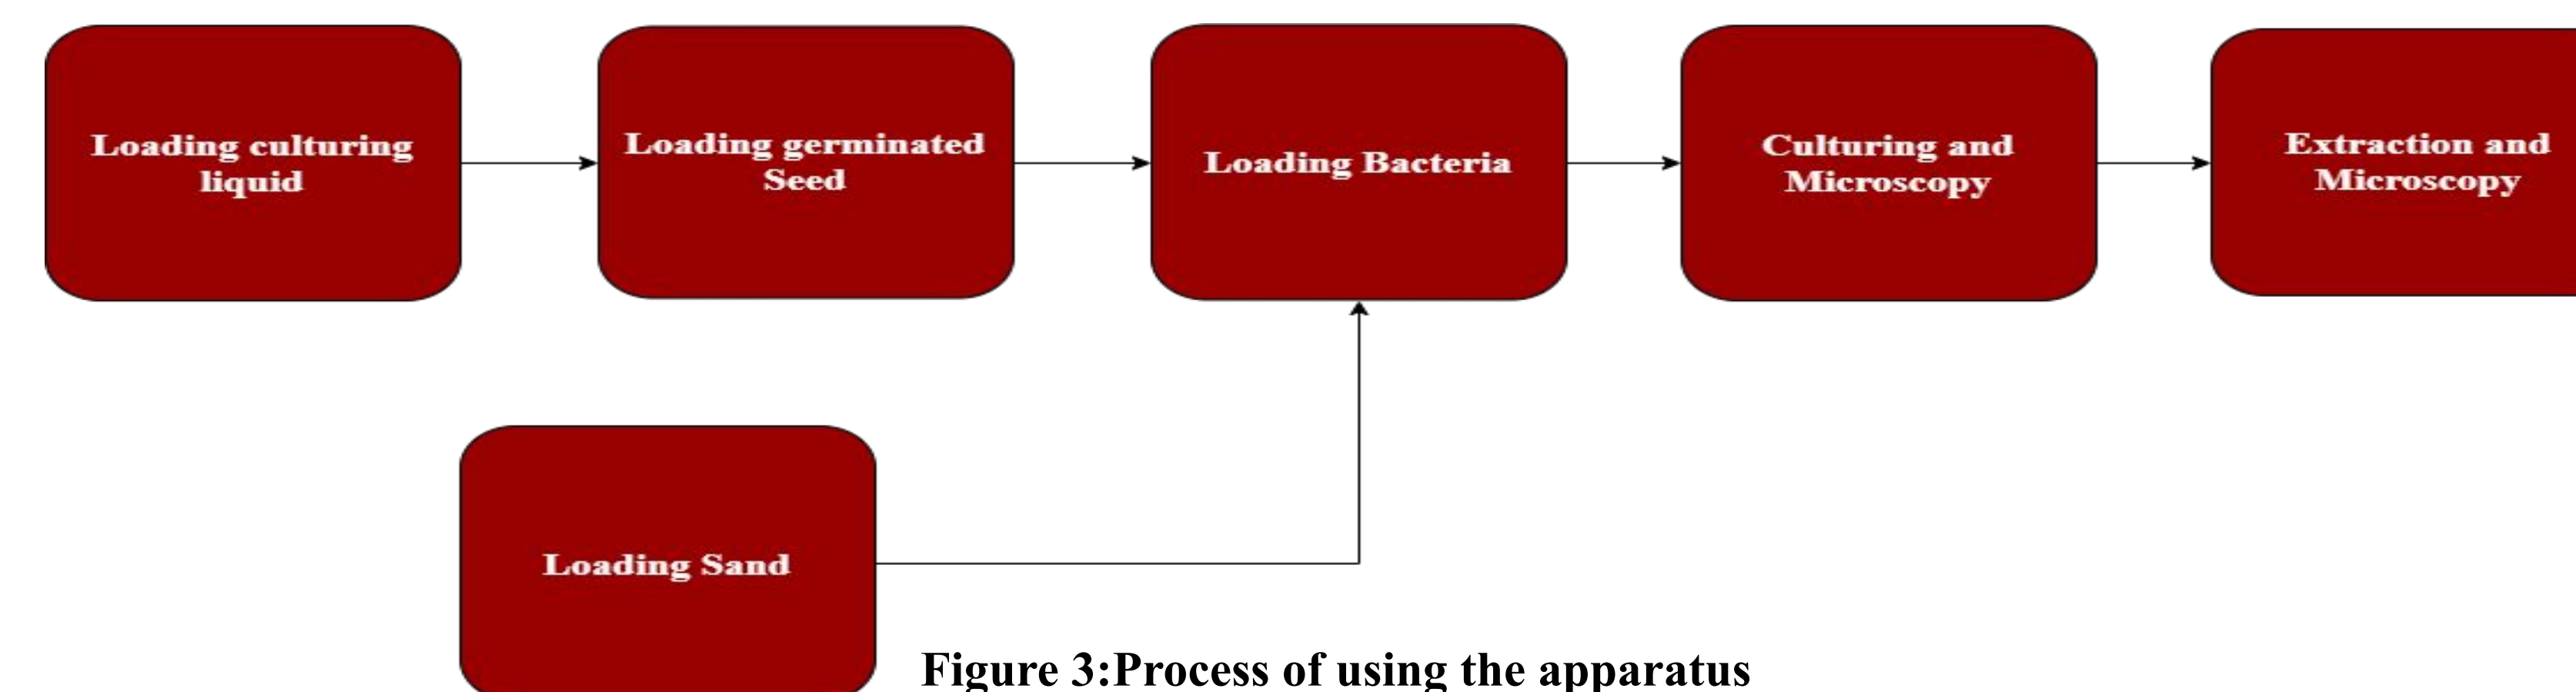 Loading culturing
liquid
Loading germinated
Seed
Loading Bacteria
Culturing and
Microscopy
Extraction and
Microscopy
Loading Sand
Figure 3:Process of using the apparatus